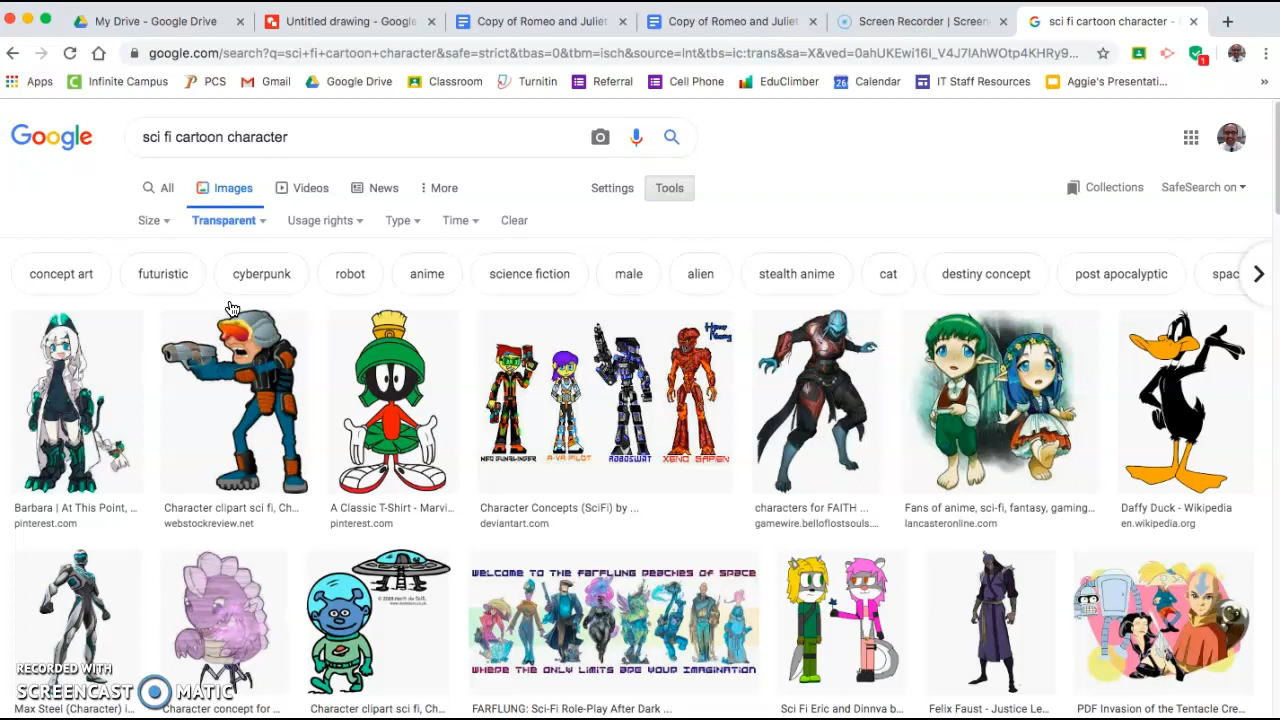 My Drive - Google Drive
Untitled drawing - Google
Copy of Romeo and Juliet
Copy of Romeo and Juliet
Screen Recorder | Screen
sci fi cartoon character -
google.com/search?q=sci+fi+cartoon+character&safe=strict&tbas=0&tbm=isch&source=lnt&tbs=ic:trans&sa=X&ved=0ahUKEwi16I_V4J7lAhWOtp4KHRy9...
1
Apps
Infinite Campus
PCS
Gmail
Google Drive
Classroom
Turnitin
Referral
Cell Phone
EduClimber
26 Calendar
IT Staff Resources
Aggie's Presentati...
»
Google
sci fi cartoon character
All
Images
Videos
News
More
Settings
Tools
Collections
SafeSearch on
Size
Transparent
Usage rights
Type
Time
Clear
concept art
futuristic
cyberpunk
robot
anime
science fiction
male
alien
stealth anime
cat
destiny concept
post apocalyptic
spac
NEO GUNSLINGER
ROBOSWAT
XENO SAPIEN
Barbara | At This Point, ...
pinterest.com
Character clipart sci fi, Ch...
webstockreview.net
A Classic T-Shirt - Marvi...
pinterest.com
Character Concepts (SciFi) by ...
deviantart.com
characters for FAITH ...
gamewire.belloflostsouls....
Fans of anime, sci-fi, fantasy, gaming...
lancasteronline.com
Daffy Duck - Wikipedia
en.wikipedia.org
WELCOME TO THE FARFLUNG REACHES OF SPACE
WHERE THE ONLY LIMITS ARE YOUR IMAGINATION
RECORDED WITH
SCREENCAST MATIC
Max Steel (Character) |...
Character concept for ...
Character clipart sci fi, Ch...
FARFLUNG: Sci-Fi Role-Play After Dark ...
Sci Fi Eric and Dinnva b...
Felix Faust - Justice Le...
PDF Invasion of the Tentacle Cre...